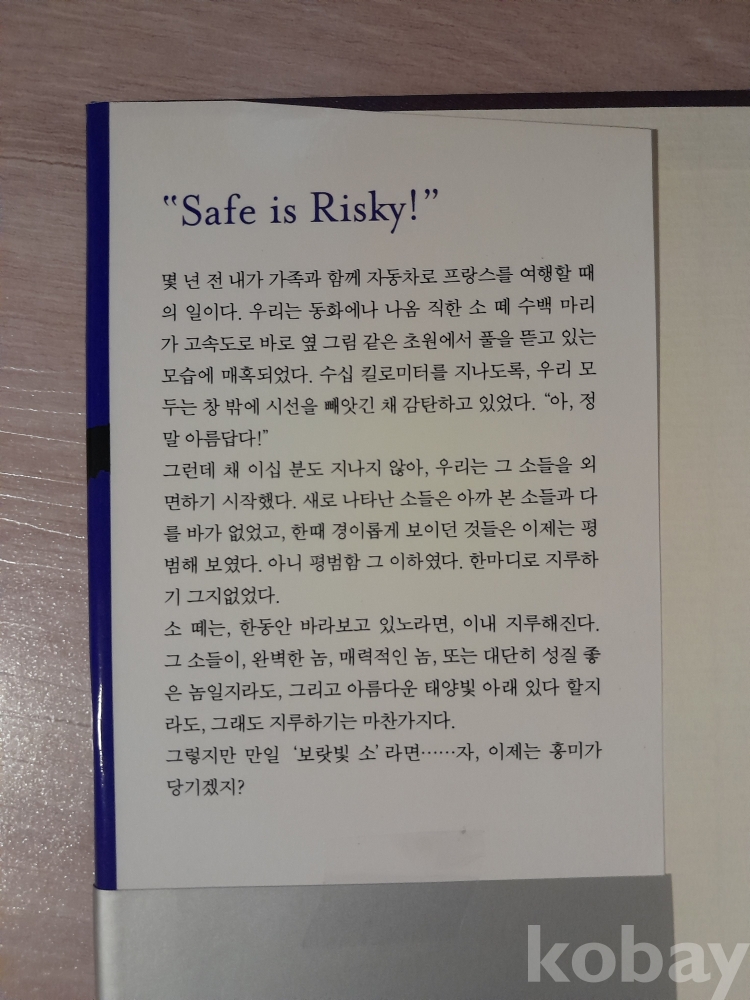 “Safe is Risky!”
몇 년 전 내가 가족과 함께 자동차로 프랑스를 여행할 때
의 일이다. 우리는 동화에나 나옴 직한 소 떼 수백 마리
가 고속도로 바로 옆 그림 같은 초원에서 풀을 뜯고 있는
모습에 매혹되었다. 수십 킬로미터를 지나도록, 우리 모
두는 창 밖에 시선을 빼앗긴 채 감탄하고 있었다. “아, 정
말 아름답다!”
그런데 채 이십 분도 지나지 않아, 우리는 그 소들을 외
면하기 시작했다. 새로 나타난 소들은 아까 본 소들과 다
를 바가 없었고, 한때 경이롭게 보이던 것들은 이제는 평
범해 보였다. 아니 평범함 그 이하였다. 한마디로 지루하
기 그지없었다.
소 떼는, 한동안 바라보고 있노라면, 이내 지루해진다.
그 소들이, 완벽한 놈, 매력적인 놈, 또는 대단히 성질 좋
은 놈일지라도, 그리고 아름다운 태양빛 아래 있다 할지
라도, 그래도 지루하기는 마찬가지다.
그렇지만 만일 ‘보랏빛 소’라면……자, 이제는 흥미가
당기겠지?
kobay